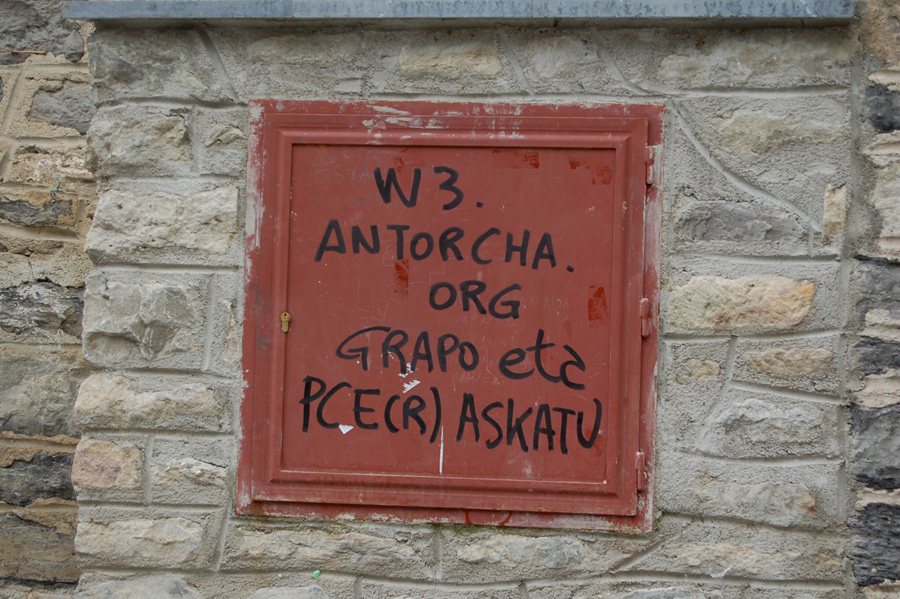 W3.
ANTORCHA.
ORG
GRAPO eta
PCE(R) ASKATU